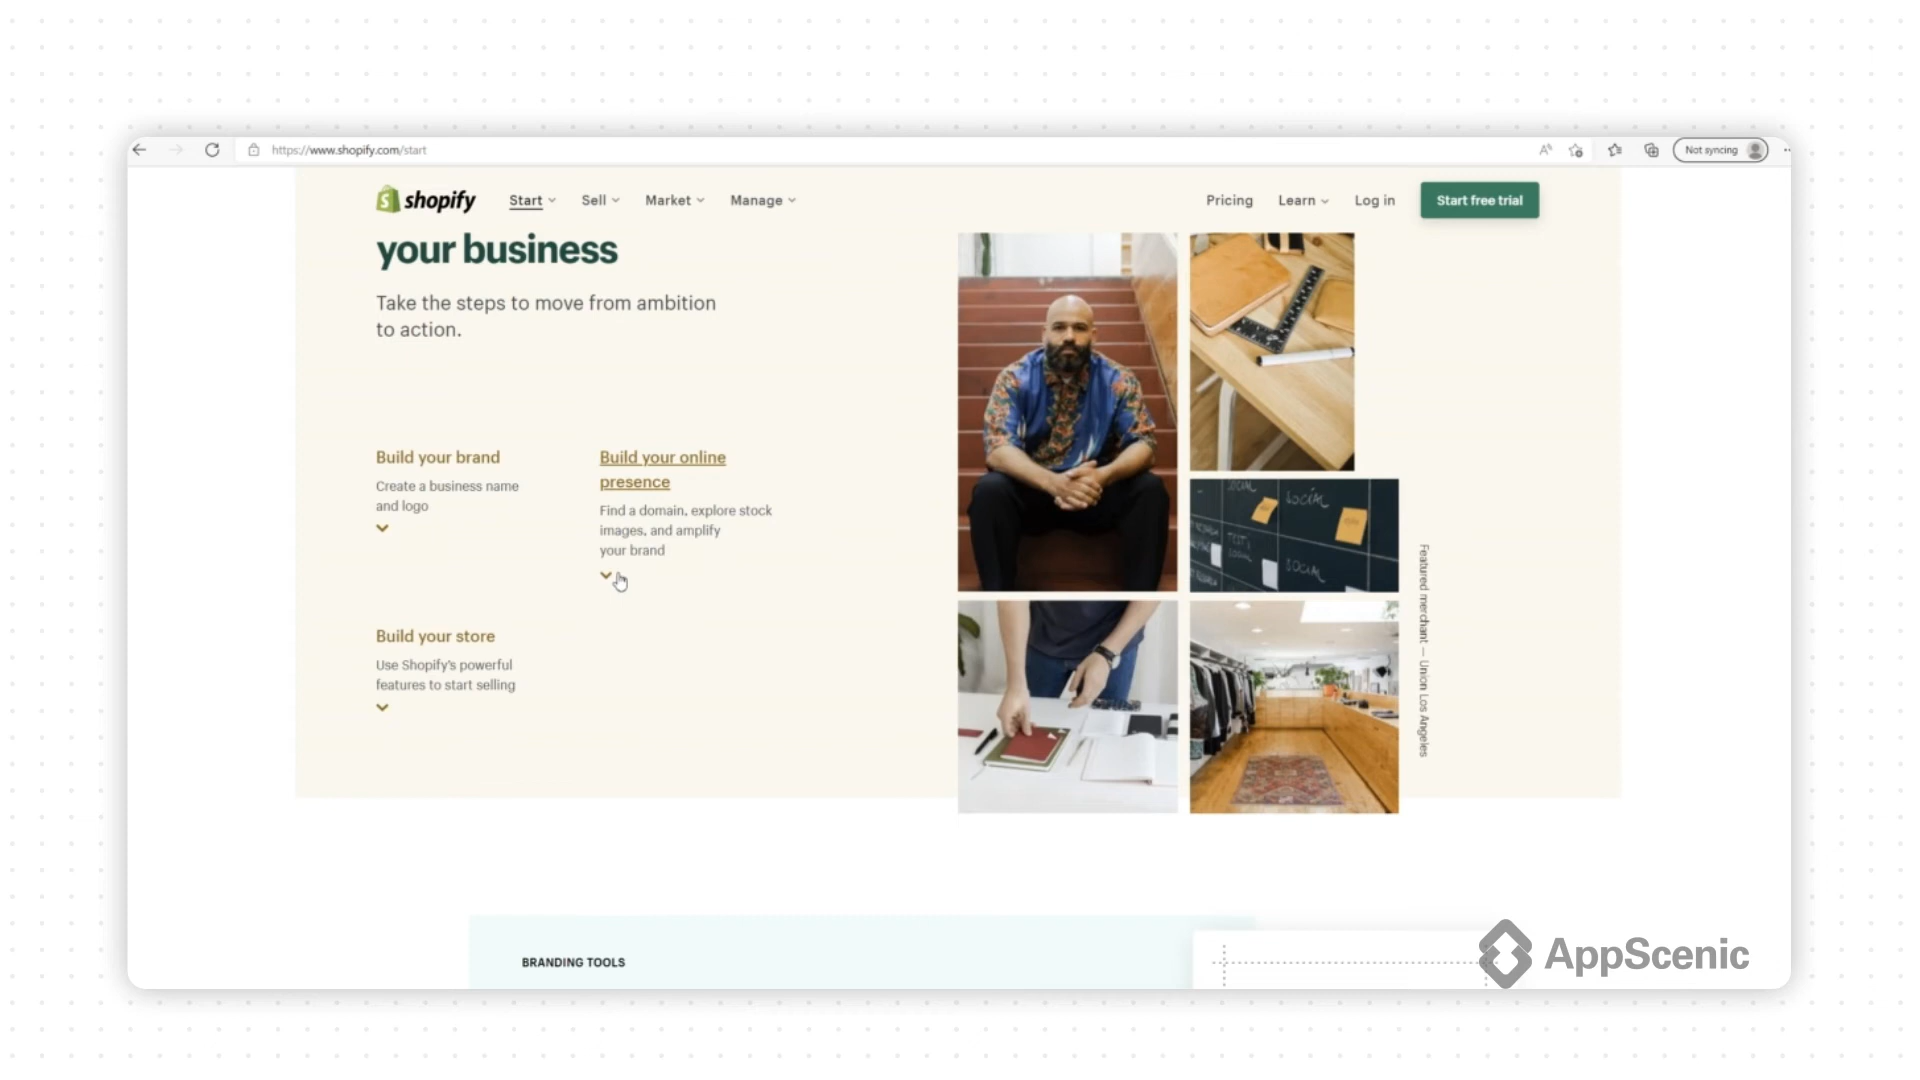 https://www.shopify.com/start
Not syncing
shopify
Start
Sell
Market
Manage
Pricing
Learn
Log in
Start free trial
your business
Take the steps to move from ambition
to action.
Build your brand
Create a business name
and logo
Build your online
presence
Find a domain, explore stock
images, and amplify
your brand
Build your store
Use Shopify's powerful
features to start selling
SOCIAL
SOCIAL
SOCIAL
Featured merchant — Union Los Angeles
BRANDING TOOLS
AppScenic